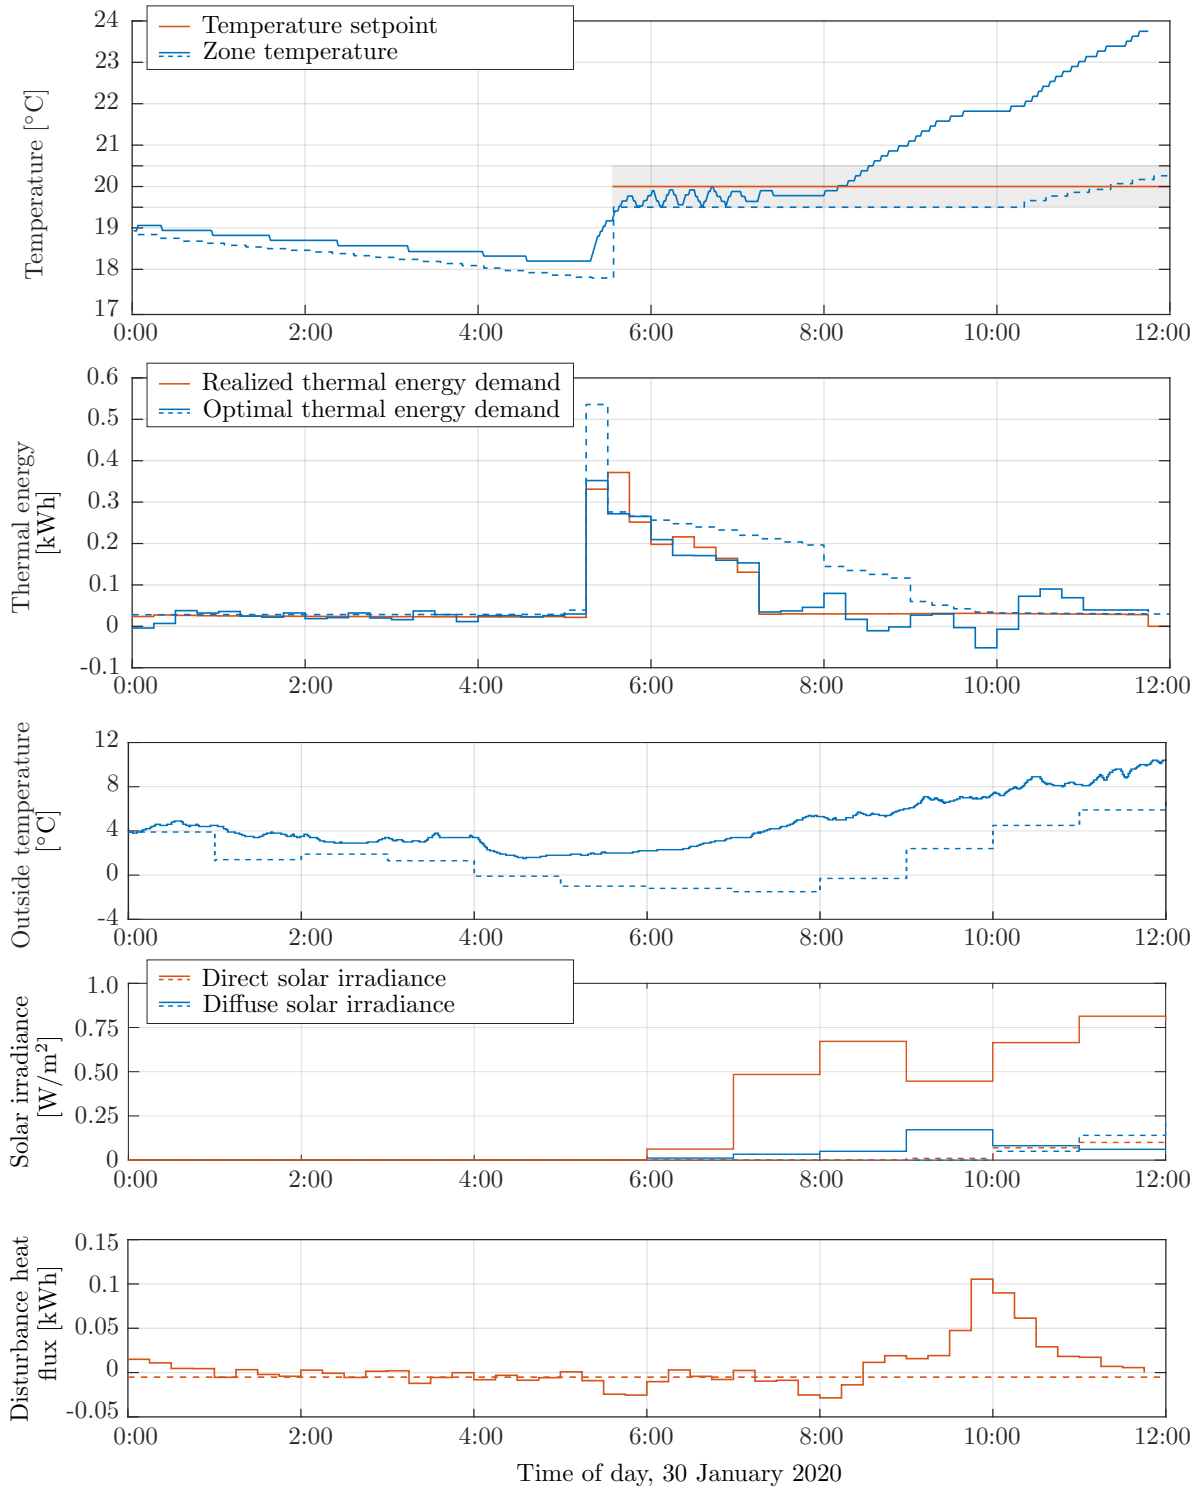 Temperature setpoint
Zone temperature
Temperature [°C]
24
23
22
21
20
19
18
17
0:00 2:00 4:00 6:00 8:00 10:00 12:00
Realized thermal energy demand
Optimal thermal energy demand
Thermal energy
[kWh]
0.6
0.5
0.4
0.3
0.2
0.1
0
-0.1
0:00 2:00 4:00 6:00 8:00 10:00 12:00
Outside temperature
[°C]
12
8
4
0
-4
0:00 2:00 4:00 6:00 8:00 10:00 12:00
Direct solar irradiance
Diffuse solar irradiance
Solar irradiance
[W/m²]
1.0
0.75
0.50
0.25
0
0:00 2:00 4:00 6:00 8:00 10:00 12:00
Disturbance heat
flux [kWh]
0.15
0.1
0.05
0
-0.05
0:00 2:00 4:00 6:00 8:00 10:00 12:00
Time of day, 30 January 2020